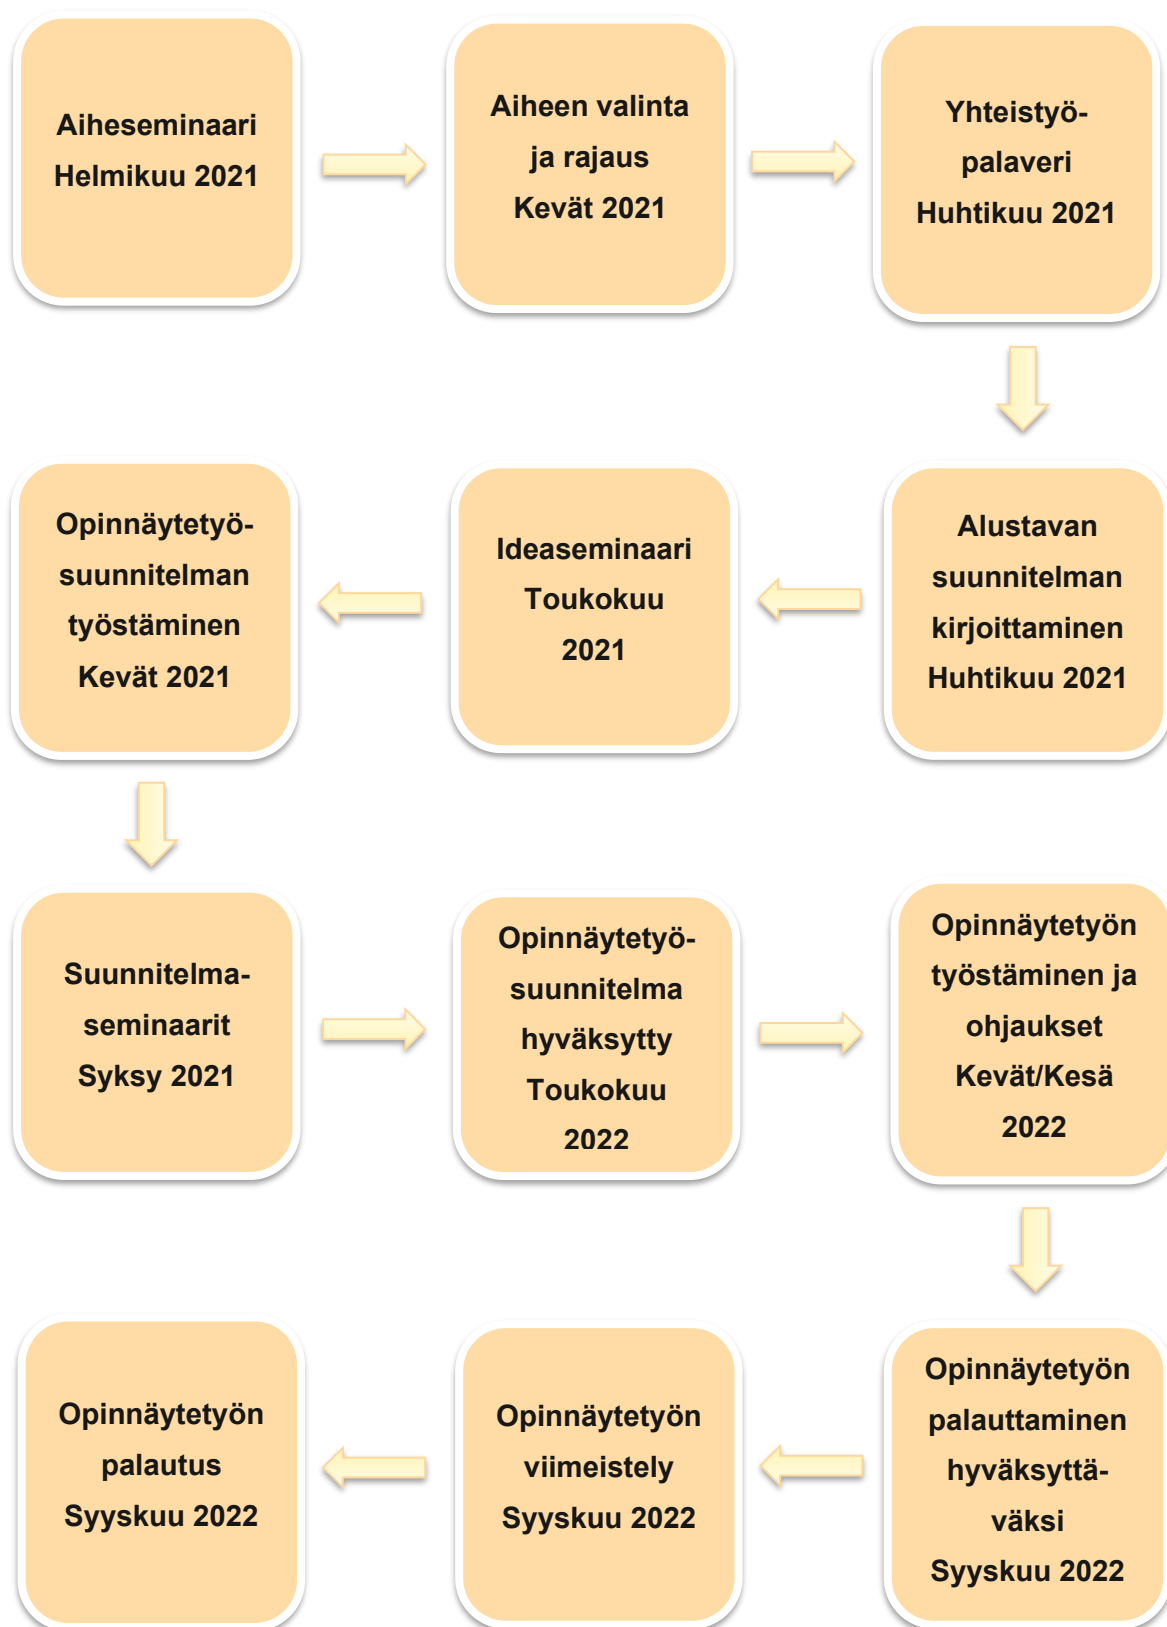 Aiheseminaari
Helmikuu 2021
Aiheen valinta
ja rajaus
Kevät 2021
Yhteistyö-
palaveri
Huhtikuu 2021
Alustavan
suunnitelman
kirjoittaminen
Huhtikuu 2021
Ideaseminaari
Toukokuu
2021
Opinnäytetyö-
suunnitelman
työstäminen
Kevät 2021
Suunnitelma-
seminaarit
Syksy 2021
Opinnäytetyö-
suunnitelma
hyväksytty
Toukokuu
2022
Opinnäytetyön
työstäminen ja
ohjaukset
Kevät/Kesä
2022
Opinnäytetyön
palauttaminen
hyväksyttä-
väksi
Syyskuu 2022
Opinnäytetyön
viimeistely
Syyskuu 2022
Opinnäytetyön
palautus
Syyskuu 2022